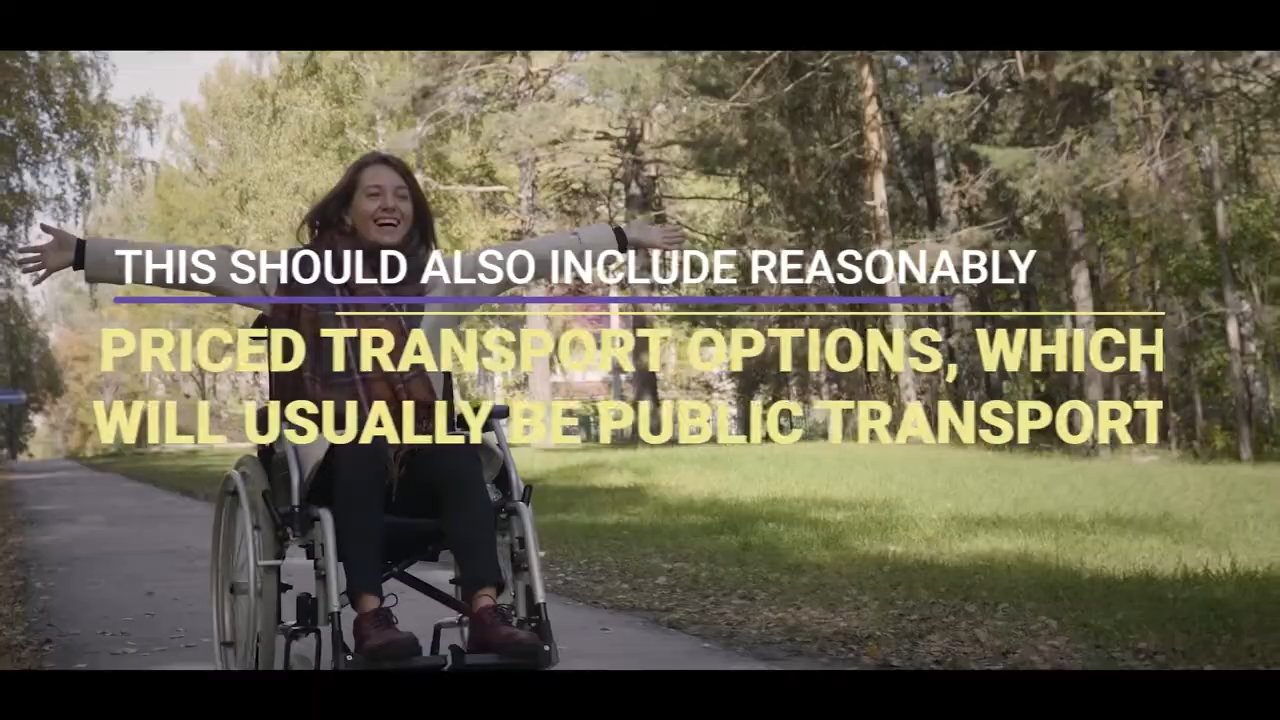 THIS SHOULD ALSO INCLUDE REASONABLY
PRICED TRANSPORT OPTIONS, WHICH
WILL USUALLY BE PUBLIC TRANSPORT